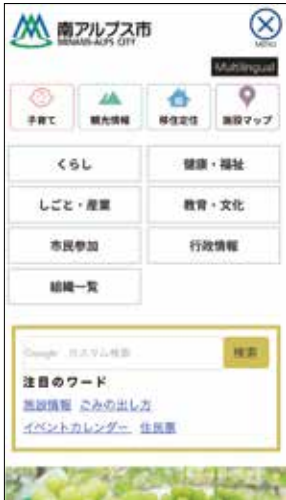 南アルプス市
MINAMI-ALPS CITY
MENU
Multilingual
子育て 観光情報 移住定住 施設マップ
くらし 健康・福祉
しごと・産業 教育・文化
市民参加 行政情報
組織一覧
Google カスタム検索 検索
注目のワード
施設情報 ごみの出し方
イベントカレンダー 住民票